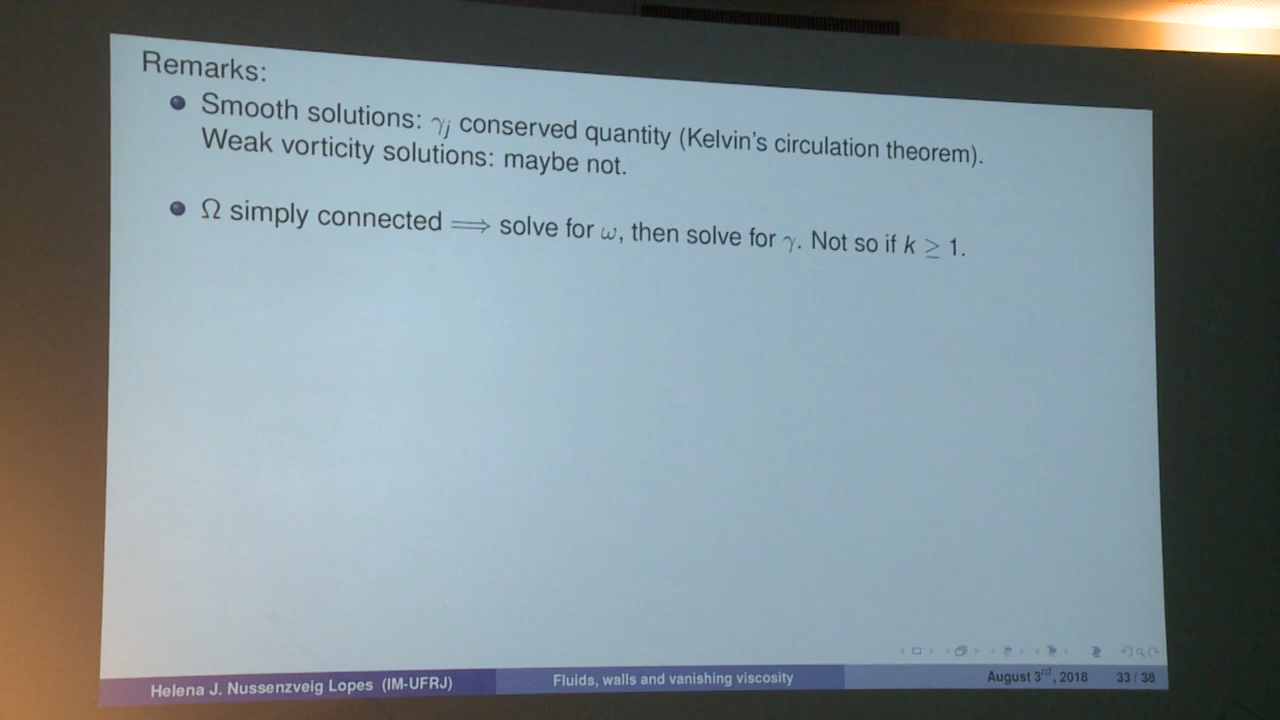 Remarks:
Smooth solutions: γⱼ conserved quantity (Kelvin's circulation theorem).
Weak vorticity solutions: maybe not.
Ω simply connected ⟹ solve for ω, then solve for γ. Not so if k ≥ 1.
Helena J. Nussenzveig Lopes (IM-UFRJ)
Fluids, walls and vanishing viscosity
August 3rd, 2018 33 / 38